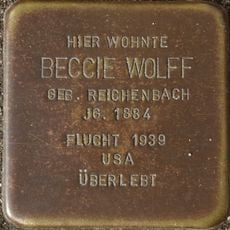 HIER WOHNTE
BECCIE WOLFF
GEB. REICHENBACH
JG. 1884
FLUCHT 1939
USA
ÜBERLEBT